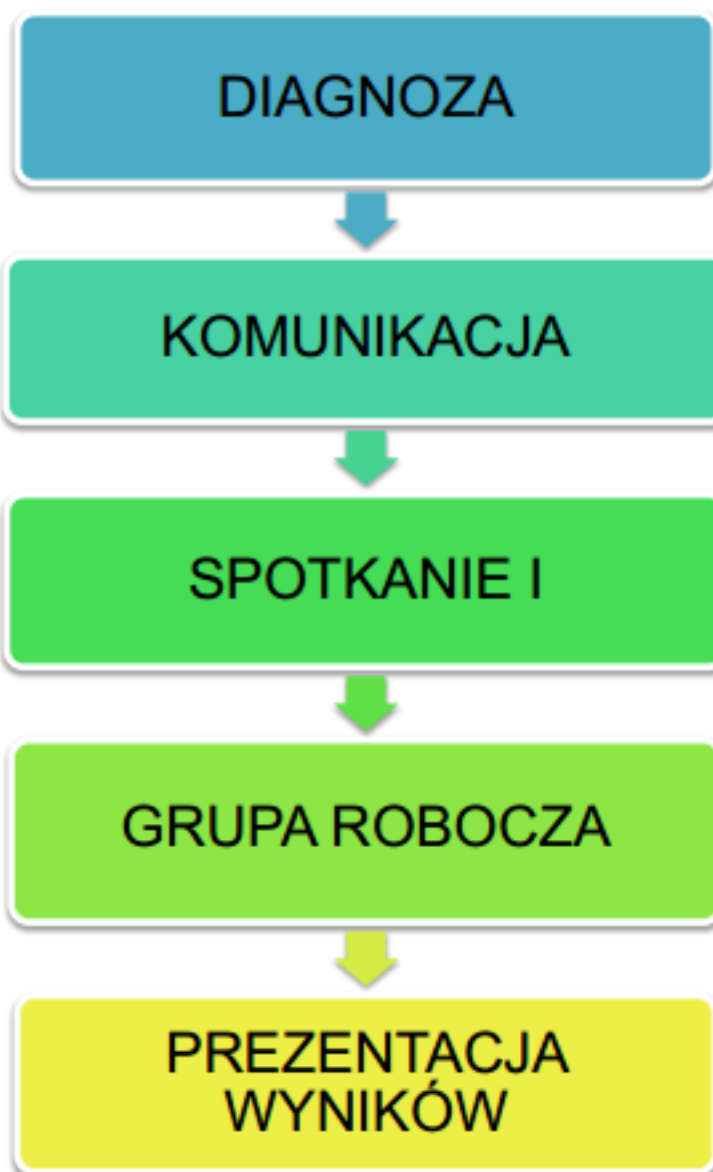 DIAGNOZA
KOMUNIKACJA
SPOTKANIE I
GRUPA ROBOCZA
PREZENTACJA
WYNIKÓW